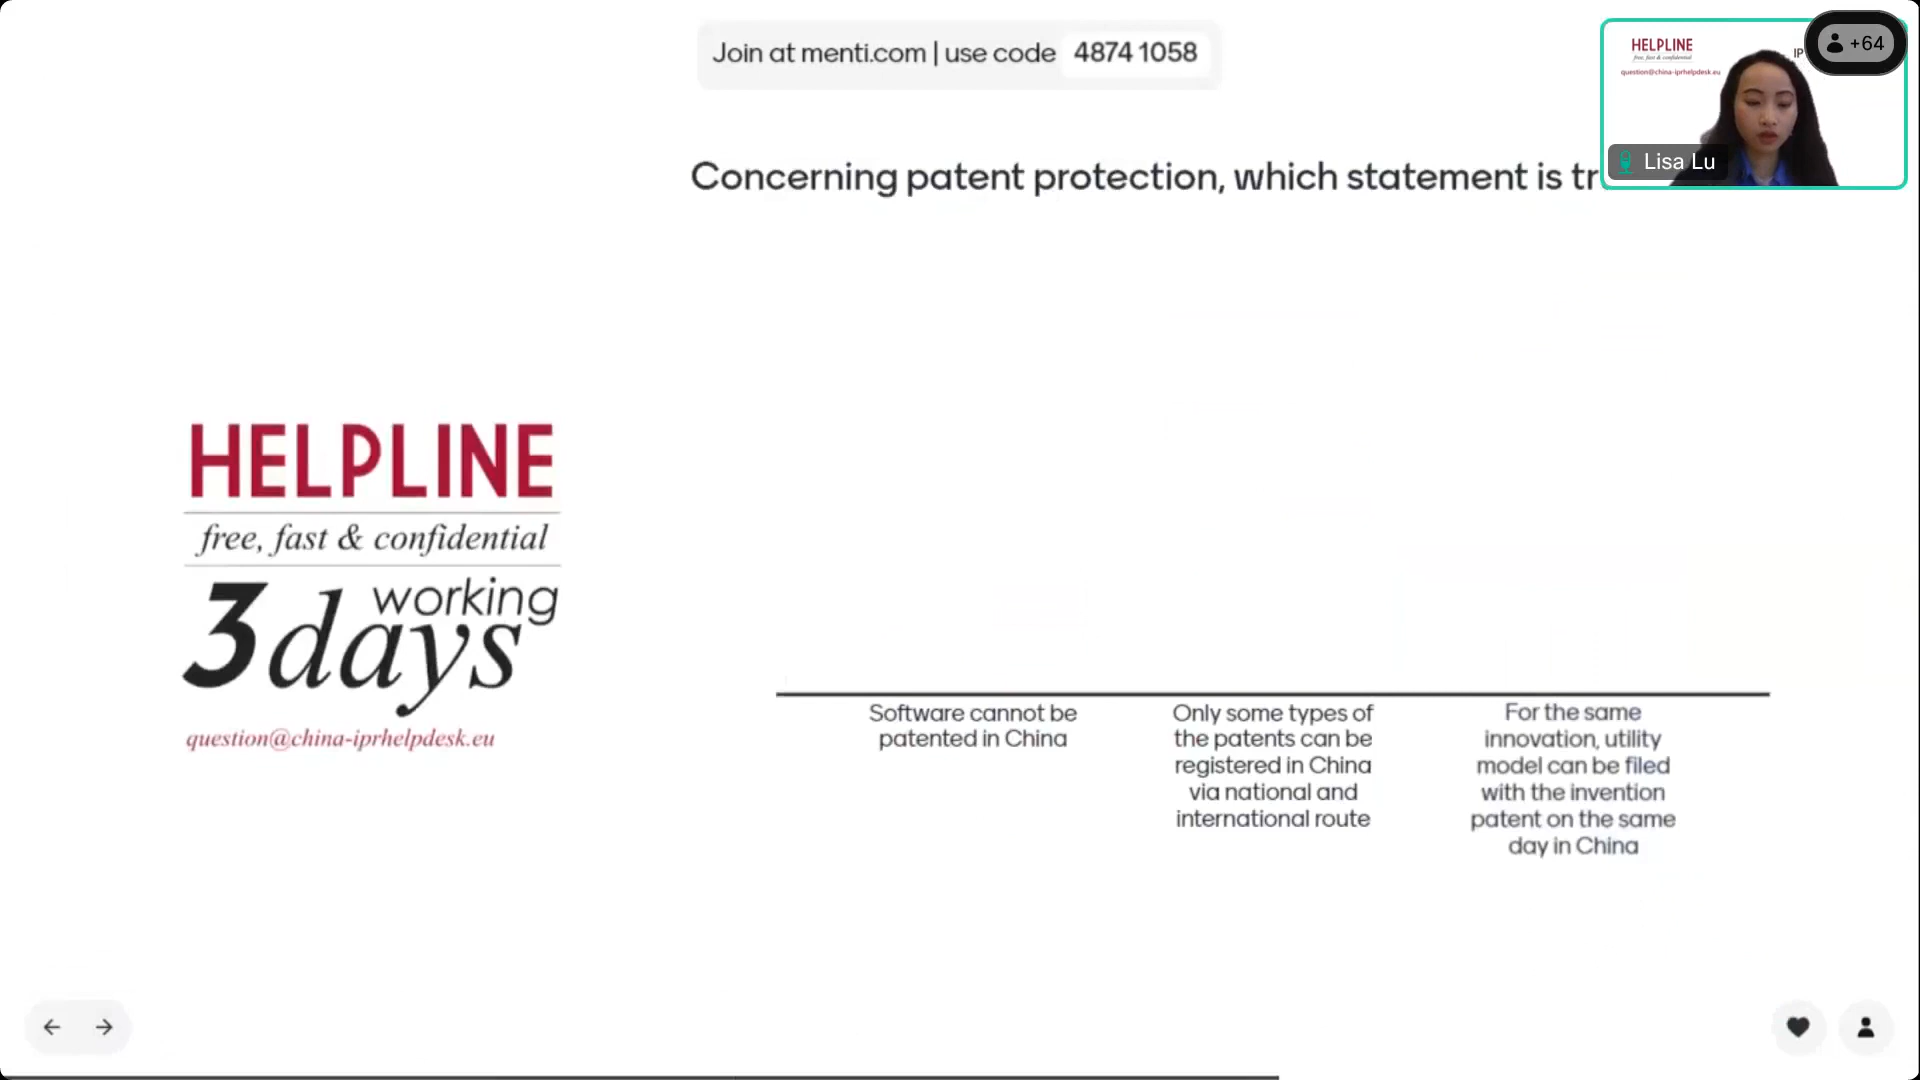 Join at menti.com | use code 4874 1058
HELPLINE
free, fast & confidential
question@china-iprhelpdesk.eu
IP
+64
Lisa Lu
Concerning patent protection, which statement is tr
HELPLINE
free, fast & confidential
3 working
days
question@china-iprhelpdesk.eu
Software cannot be
patented in China
Only some types of
the patents can be
registered in China
via national and
international route
For the same
innovation, utility
model can be filed
with the invention
patent on the same
day in China